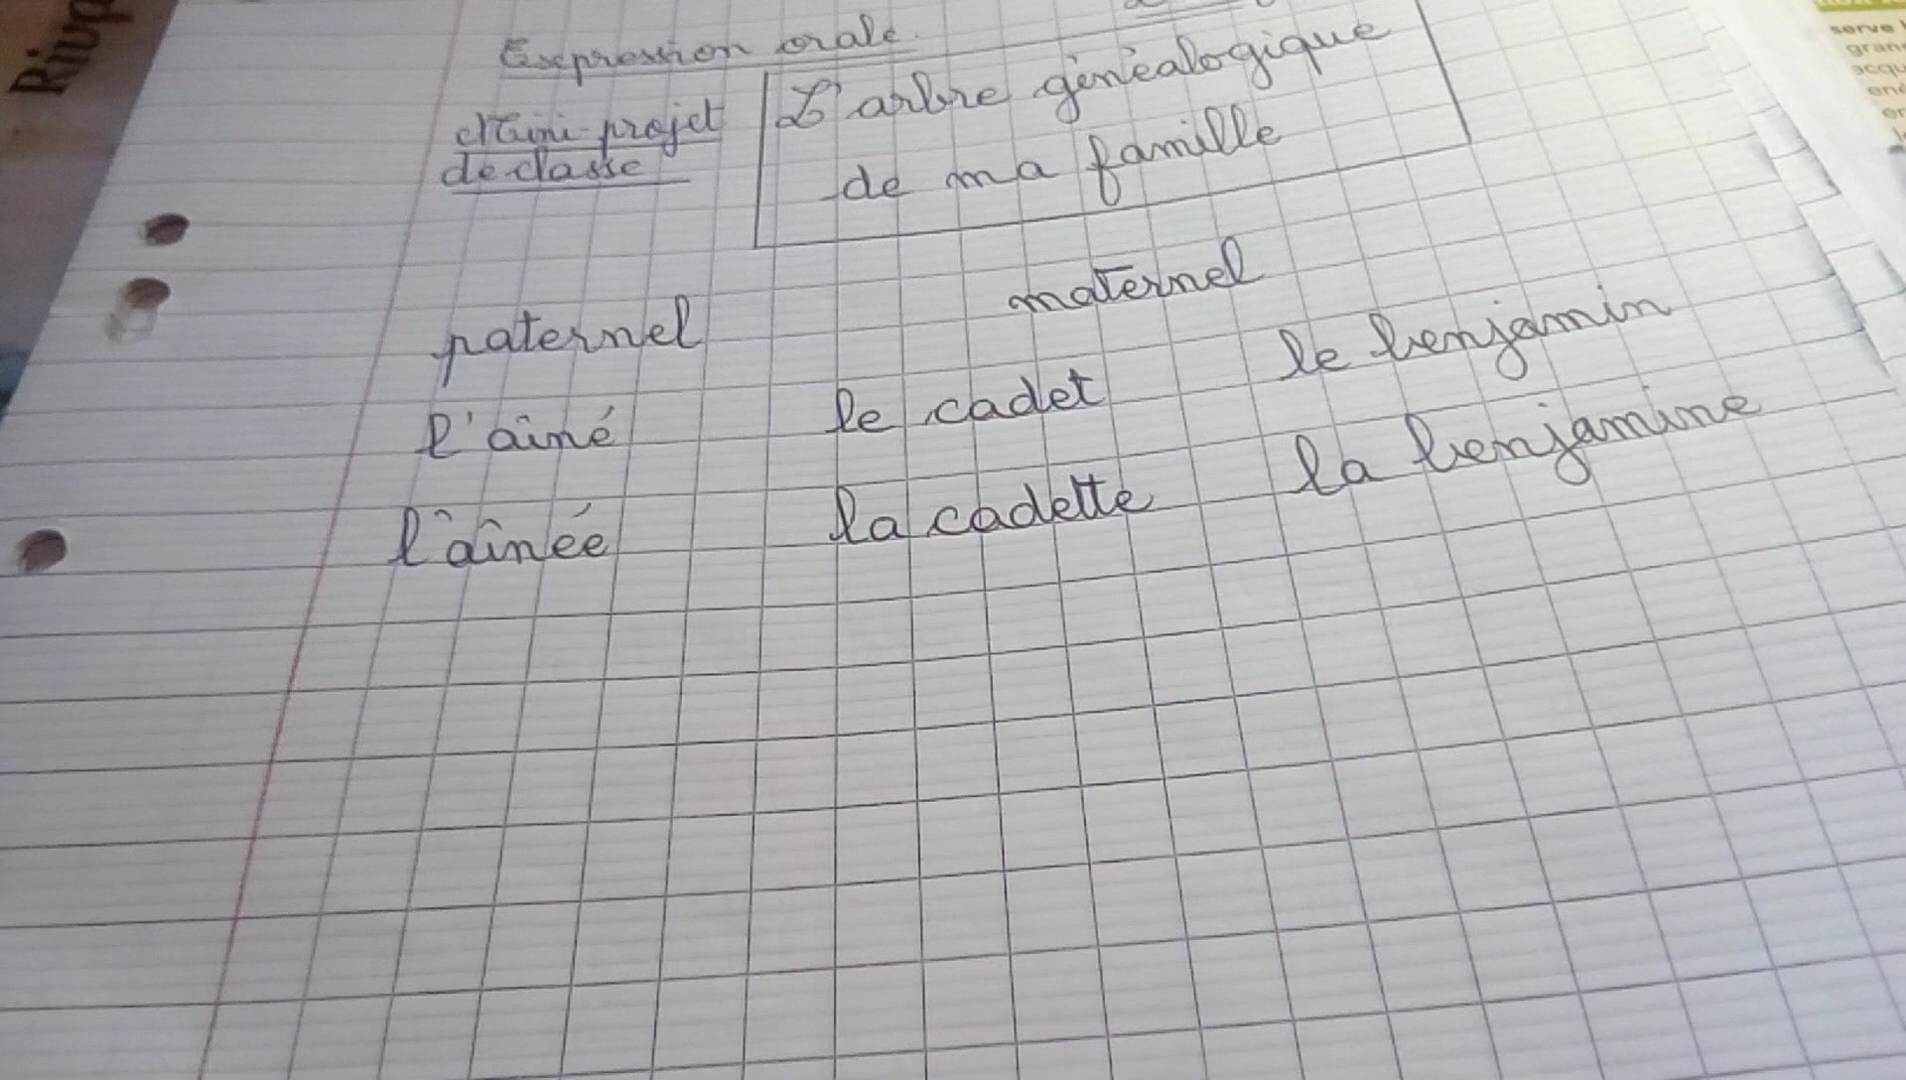 Expression orale.
Mini-projet
de classe
L'arbre généalogique
de ma famille
paternel maternel
l'aîné le cadet le benjamin
l'aînée la cadette la benjamine